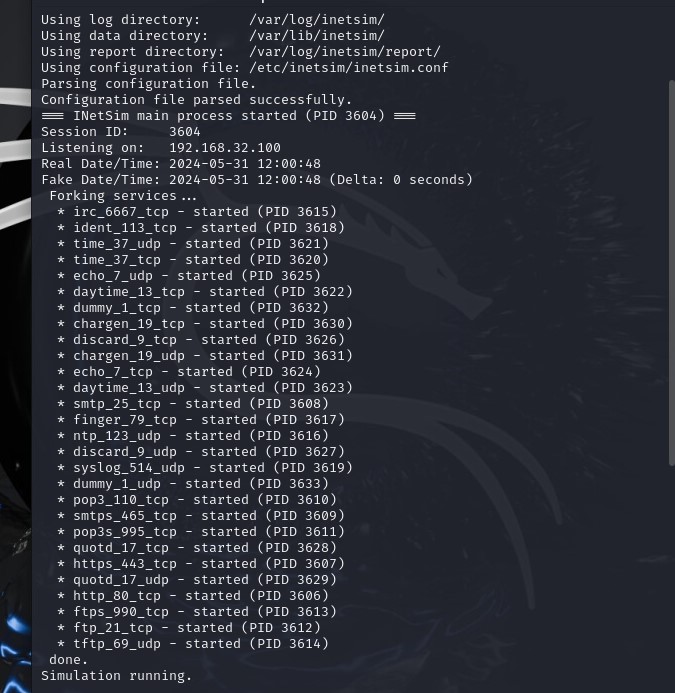 Using log directory:      /var/log/inetsim/
Using data directory:     /var/lib/inetsim/
Using report directory:   /var/log/inetsim/report/
Using configuration file: /etc/inetsim/inetsim.conf
Parsing configuration file.
Configuration file parsed successfully.
=== INetSim main process started (PID 3604) ===
Session ID:     3604
Listening on:   192.168.32.100
Real Date/Time: 2024-05-31 12:00:48
Fake Date/Time: 2024-05-31 12:00:48 (Delta: 0 seconds)
 Forking services...
  * irc_6667_tcp - started (PID 3615)
  * ident_113_tcp - started (PID 3618)
  * time_37_udp - started (PID 3621)
  * time_37_tcp - started (PID 3620)
  * echo_7_udp - started (PID 3625)
  * daytime_13_tcp - started (PID 3622)
  * dummy_1_tcp - started (PID 3632)
  * chargen_19_tcp - started (PID 3630)
  * discard_9_tcp - started (PID 3626)
  * chargen_19_udp - started (PID 3631)
  * echo_7_tcp - started (PID 3624)
  * daytime_13_udp - started (PID 3623)
  * smtp_25_tcp - started (PID 3608)
  * finger_79_tcp - started (PID 3617)
  * ntp_123_udp - started (PID 3616)
  * discard_9_udp - started (PID 3627)
  * syslog_514_udp - started (PID 3619)
  * dummy_1_udp - started (PID 3633)
  * pop3_110_tcp - started (PID 3610)
  * smtps_465_tcp - started (PID 3609)
  * pop3s_995_tcp - started (PID 3611)
  * quotd_17_tcp - started (PID 3628)
  * https_443_tcp - started (PID 3607)
  * quotd_17_udp - started (PID 3629)
  * http_80_tcp - started (PID 3606)
  * ftps_990_tcp - started (PID 3613)
  * ftp_21_tcp - started (PID 3612)
  * tftp_69_udp - started (PID 3614)
 done.
Simulation running.